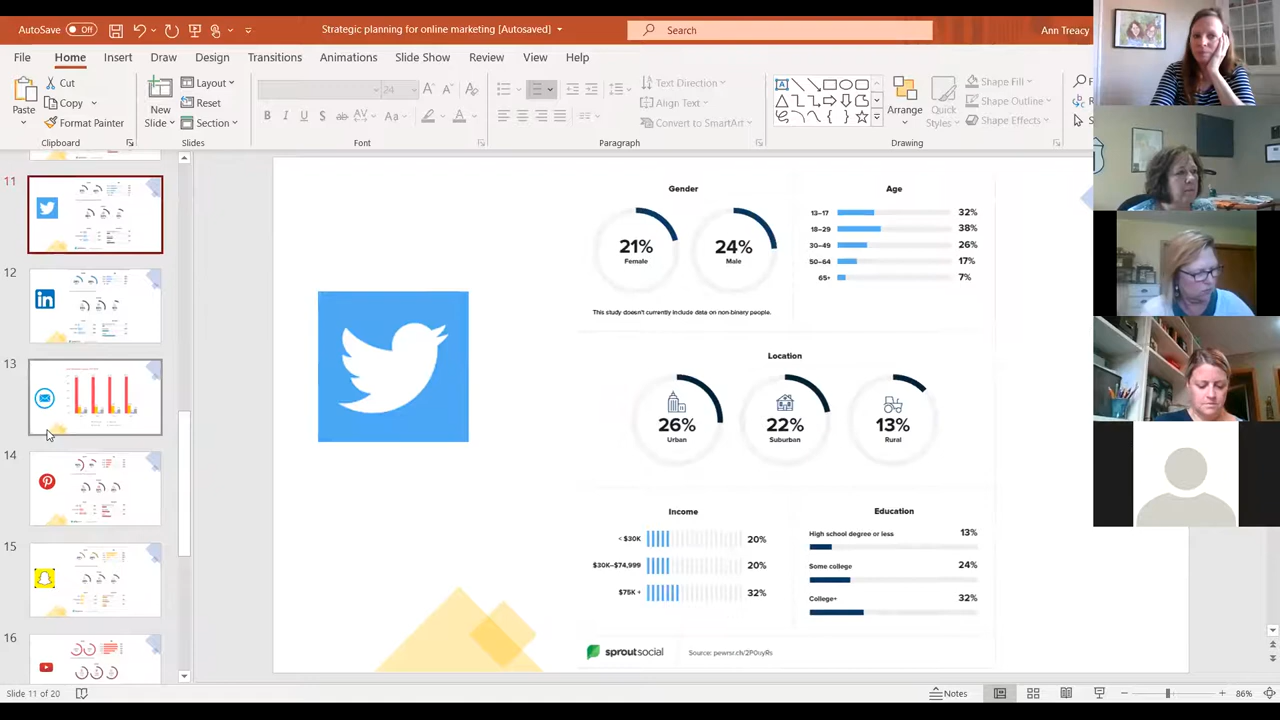 AutoSave Off
Strategic planning for online marketing [Autosaved]
Search
Ann Treacy
File Home Insert Draw Design Transitions Animations Slide Show Review View Help
Paste
Cut
Copy
Format Painter
Clipboard
New Slide
Layout
Reset
Section
Slides
24
Font
Text Direction
Align Text
Convert to SmartArt
Paragraph
Arrange
Quick Styles
Shape Fill
Shape Outline
Shape Effects
Drawing
11
12
13
14
15
16
Gender
21%
Female
24%
Male
This study doesn't currently include data on non-binary people.
Age
13–17 32%
18–29 38%
30–49 26%
50–64 17%
65+ 7%
Location
26%
Urban
22%
Suburban
13%
Rural
Income
< $30K 20%
$30K–$74,999 20%
$75K + 32%
Education
High school degree or less 13%
Some college 24%
College+ 32%
sproutsocial
Source: pewrsr.ch/2P0uyRs
Slide 11 of 20
Notes
86%